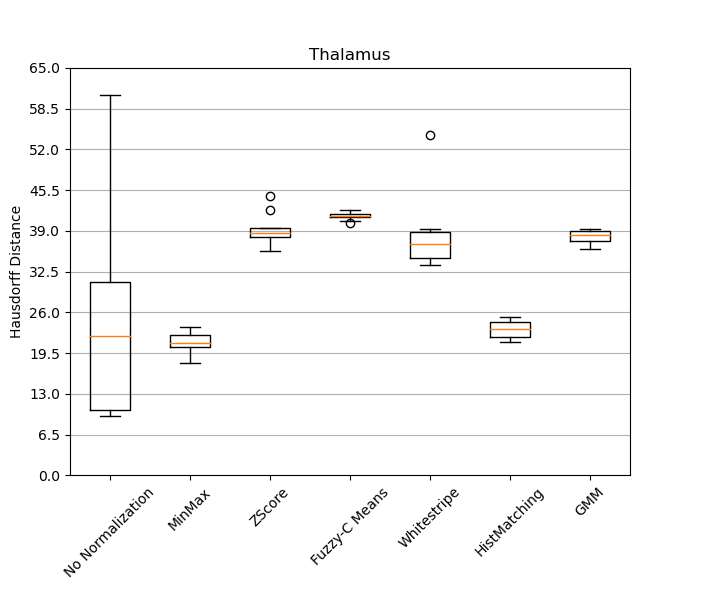 Thalamus
Hausdorff Distance
65.0
58.5
52.0
45.5
39.0
32.5
26.0
19.5
13.0
6.5
0.0
No Normalization
MinMax
ZScore
Fuzzy-C Means
Whitestripe
HistMatching
GMM